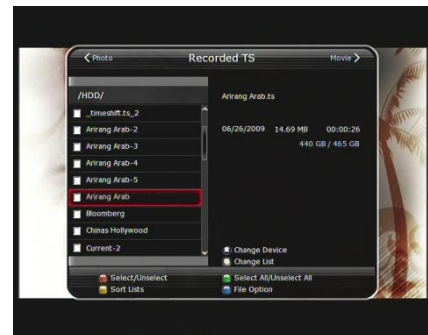 Photo
Recorded TS
Movie
/HDD/
_timeshift.ts_2
Arirang Arab-2
Arirang Arab-3
Arirang Arab-4
Arirang Arab-5
Arirang Arab
Bloomberg
Chinas Hollywood
Current-2
Arirang Arab.ts
06/26/2009 14.69 MB 00:00:26
440 GB / 465 GB
Change Device
Change List
Select/Unselect
Select All/Unselect All
Sort Lists
File Option